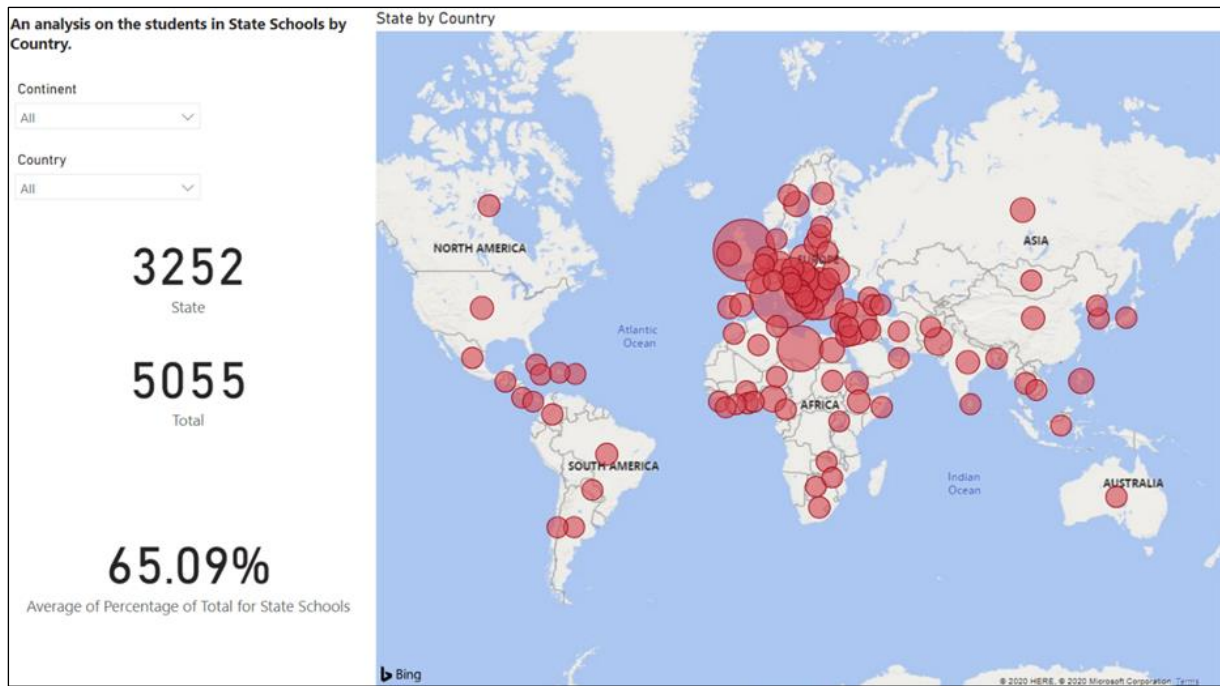 An analysis on the students in State Schools by
Country.
Continent
All
Country
All
3252
State
5055
Total
65.09%
Average of Percentage of Total for State Schools
State by Country
NORTH AMERICA
EUROPE
ASIA
Atlantic
Ocean
AFRICA
SOUTH AMERICA
Indian
Ocean
AUSTRALIA
Bing
© 2020 HERE, © 2020 Microsoft Corporation Terms